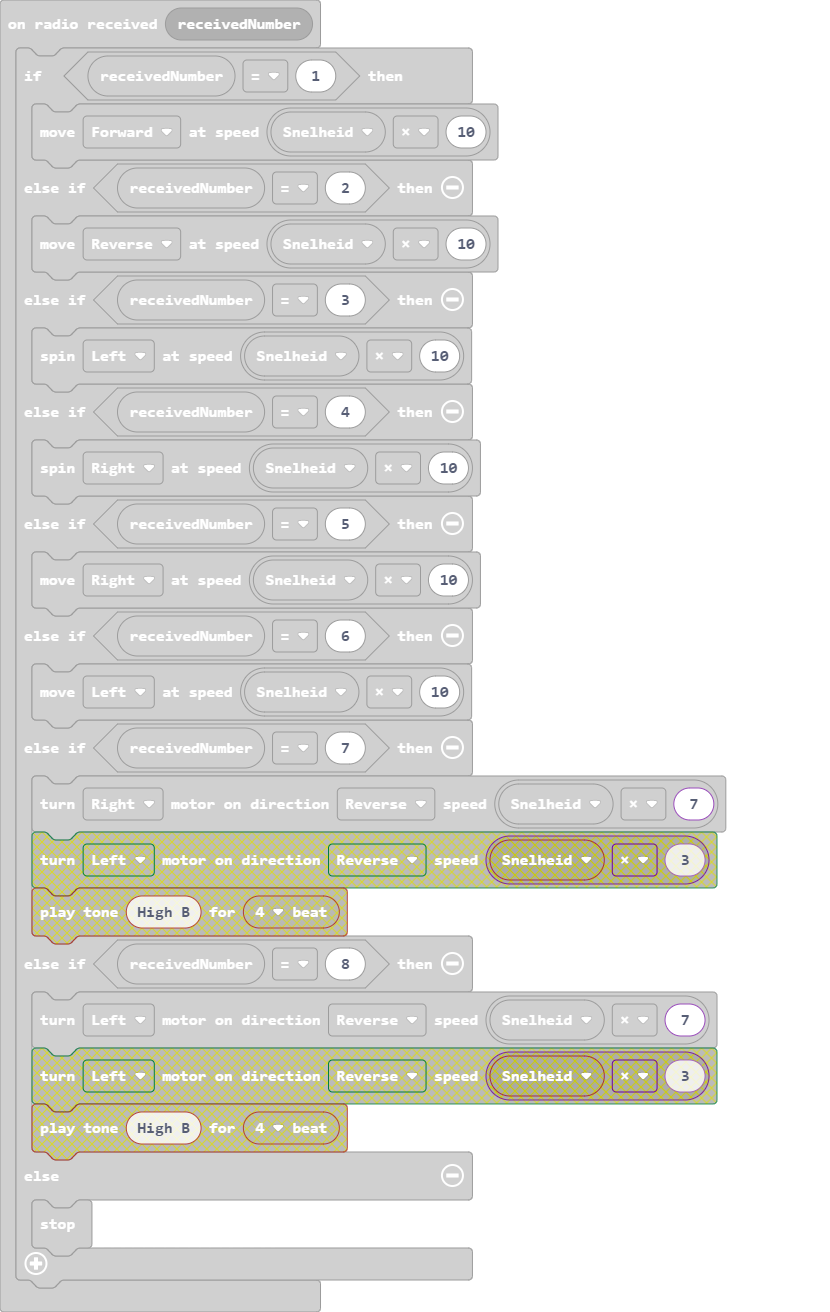 on radio received receivedNumber
if receivedNumber = 1 then
move Forward at speed Snelheid × 10
else if receivedNumber = 2 then
move Reverse at speed Snelheid × 10
else if receivedNumber = 3 then
spin Left at speed Snelheid × 10
else if receivedNumber = 4 then
spin Right at speed Snelheid × 10
else if receivedNumber = 5 then
move Right at speed Snelheid × 10
else if receivedNumber = 6 then
move Left at speed Snelheid × 10
else if receivedNumber = 7 then
turn Right motor on direction Reverse speed Snelheid × 7
turn Left motor on direction Reverse speed Snelheid × 3
play tone High B for 4 beat
else if receivedNumber = 8 then
turn Left motor on direction Reverse speed Snelheid × 7
turn Left motor on direction Reverse speed Snelheid × 3
play tone High B for 4 beat
else
stop